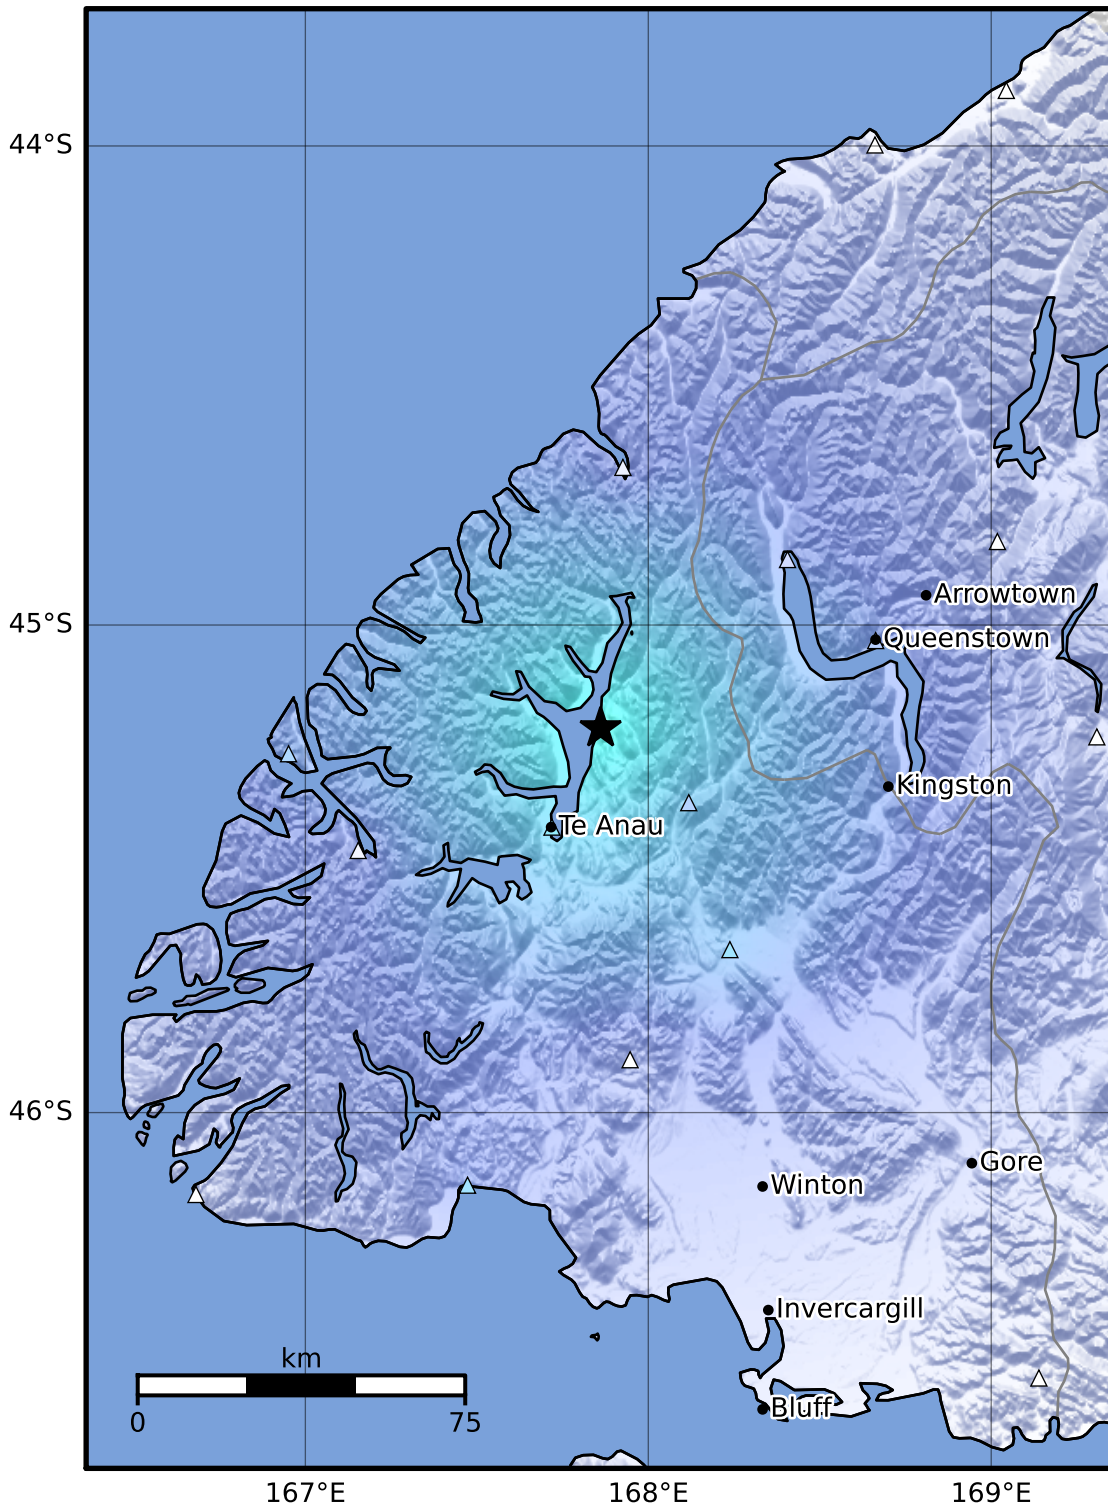 44°S
Arrowtown
45°S
Queenstown
Kingston
Te Anau
46°S
Gore
Winton
Invercargill
km
0 75
Bluff
167°E 168°E 169°E